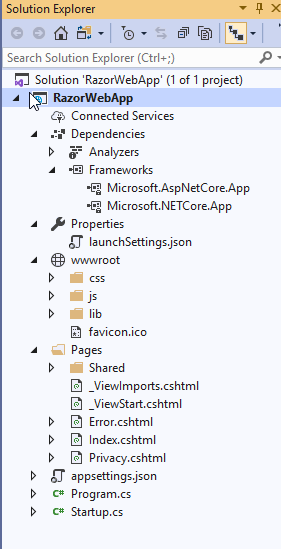 Solution Explorer
Search Solution Explorer (Ctrl+;)
Solution 'RazorWebApp' (1 of 1 project)
RazorWebApp
Connected Services
Dependencies
Analyzers
Frameworks
Microsoft.AspNetCore.App
Microsoft.NETCore.App
Properties
launchSettings.json
wwwroot
css
js
lib
favicon.ico
Pages
Shared
_ViewImports.cshtml
_ViewStart.cshtml
Error.cshtml
Index.cshtml
Privacy.cshtml
appsettings.json
C# Program.cs
C# Startup.cs